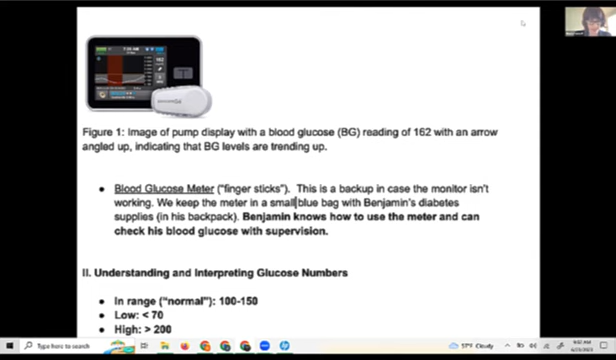 162
Figure 1: Image of pump display with a blood glucose (BG) reading of 162 with an arrow
angled up, indicating that BG levels are trending up.
• Blood Glucose Meter ("finger sticks"). This is a backup in case the monitor isn't
working. We keep the meter in a small blue bag with Benjamin's diabetes
supplies (in his backpack). Benjamin knows how to use the meter and can
check his blood glucose with supervision.
II. Understanding and Interpreting Glucose Numbers
• In range ("normal"): 100-150
• Low: < 70
• High: > 200
Type here to search
57°F Cloudy